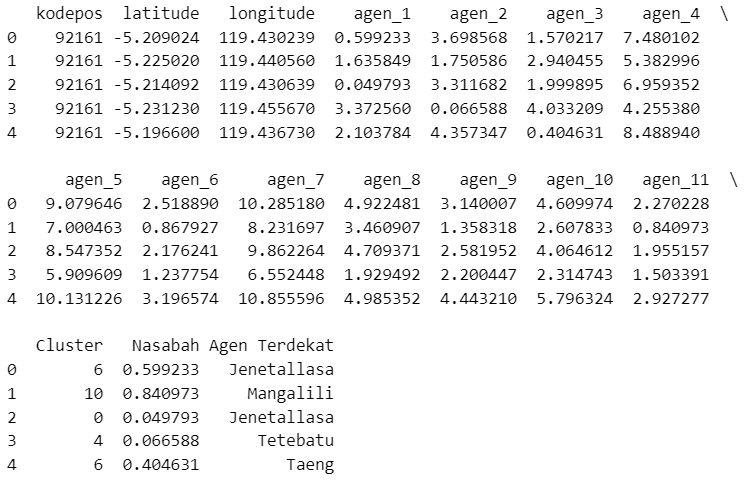 kodepos latitude longitude agen_1 agen_2 agen_3 agen_4 \
0 92161 -5.209024 119.430239 0.599233 3.698568 1.570217 7.480102
1 92161 -5.225020 119.440560 1.635849 1.750586 2.940455 5.382996
2 92161 -5.214092 119.430639 0.049793 3.311682 1.999895 6.959352
3 92161 -5.231230 119.455670 3.372560 0.066588 4.033209 4.255380
4 92161 -5.196600 119.436730 2.103784 4.357347 0.404631 8.488940
agen_5 agen_6 agen_7 agen_8 agen_9 agen_10 agen_11 \
0 9.079646 2.518890 10.285180 4.922481 3.140007 4.609974 2.270228
1 7.000463 0.867927 8.231697 3.460907 1.358318 2.607833 0.840973
2 8.547352 2.176241 9.862264 4.709371 2.581952 4.064612 1.955157
3 5.909609 1.237754 6.552448 1.929492 2.200447 2.314743 1.503391
4 10.131226 3.196574 10.855596 4.985352 4.443210 5.796324 2.927277
Cluster Nasabah Agen Terdekat
0 6 0.599233 Jenetallasa
1 10 0.840973 Mangalili
2 0 0.049793 Jenetallasa
3 4 0.066588 Tetebatu
4 6 0.404631 Taeng